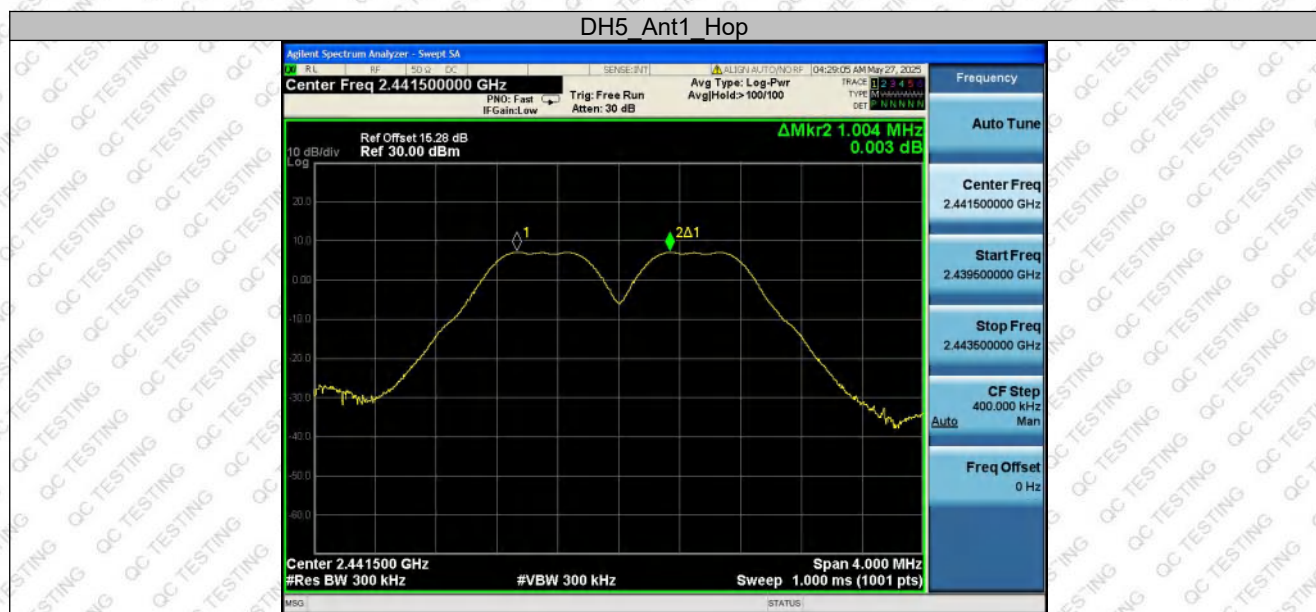 DH5_Ant1_Hop
Agilent Spectrum Analyzer - Swept SA
RL RF 50 Ω DC SENSE:INT ALIGN AUTO/NO RF 04:29:05 AM May 27, 2025
Center Freq 2.441500000 GHz
PNO: Fast
IFGain:Low
Trig: Free Run
Atten: 30 dB
Avg Type: Log-Pwr
Avg|Hold:>100/100
TRACE 1 2 3 4 5 6
TYPE M
DET P N N N N N
Ref Offset 15.28 dB
10 dB/div Ref 30.00 dBm
Log
ΔMkr2 1.004 MHz
0.003 dB
20.0
10.0
0.00
-10.0
-20.0
-30.0
-40.0
-50.0
-60.0
1
2Δ1
Center 2.441500 GHz
Span 4.000 MHz
#Res BW 300 kHz #VBW 300 kHz Sweep 1.000 ms (1001 pts)
MSG STATUS
Frequency
Auto Tune
Center Freq
2.441500000 GHz
Start Freq
2.439500000 GHz
Stop Freq
2.443500000 GHz
CF Step
400.000 kHz
Auto Man
Freq Offset
0 Hz
QC TESTING